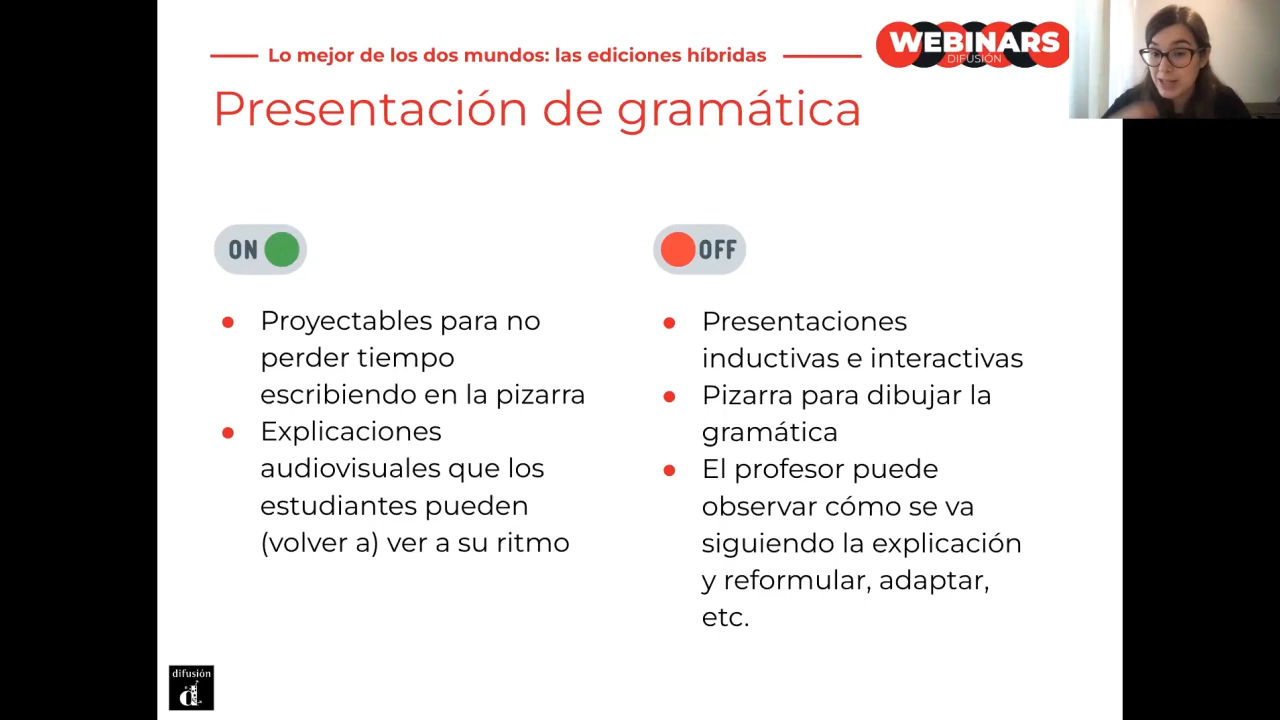 Lo mejor de los dos mundos: las ediciones híbridas
WEBINARS
DIFUSIÓN
Presentación de gramática
ON
Proyectables para no
perder tiempo
escribiendo en la pizarra
Explicaciones
audiovisuales que los
estudiantes pueden
(volver a) ver a su ritmo
OFF
Presentaciones
inductivas e interactivas
Pizarra para dibujar la
gramática
El profesor puede
observar cómo se va
siguiendo la explicación
y reformular, adaptar,
etc.
difusión